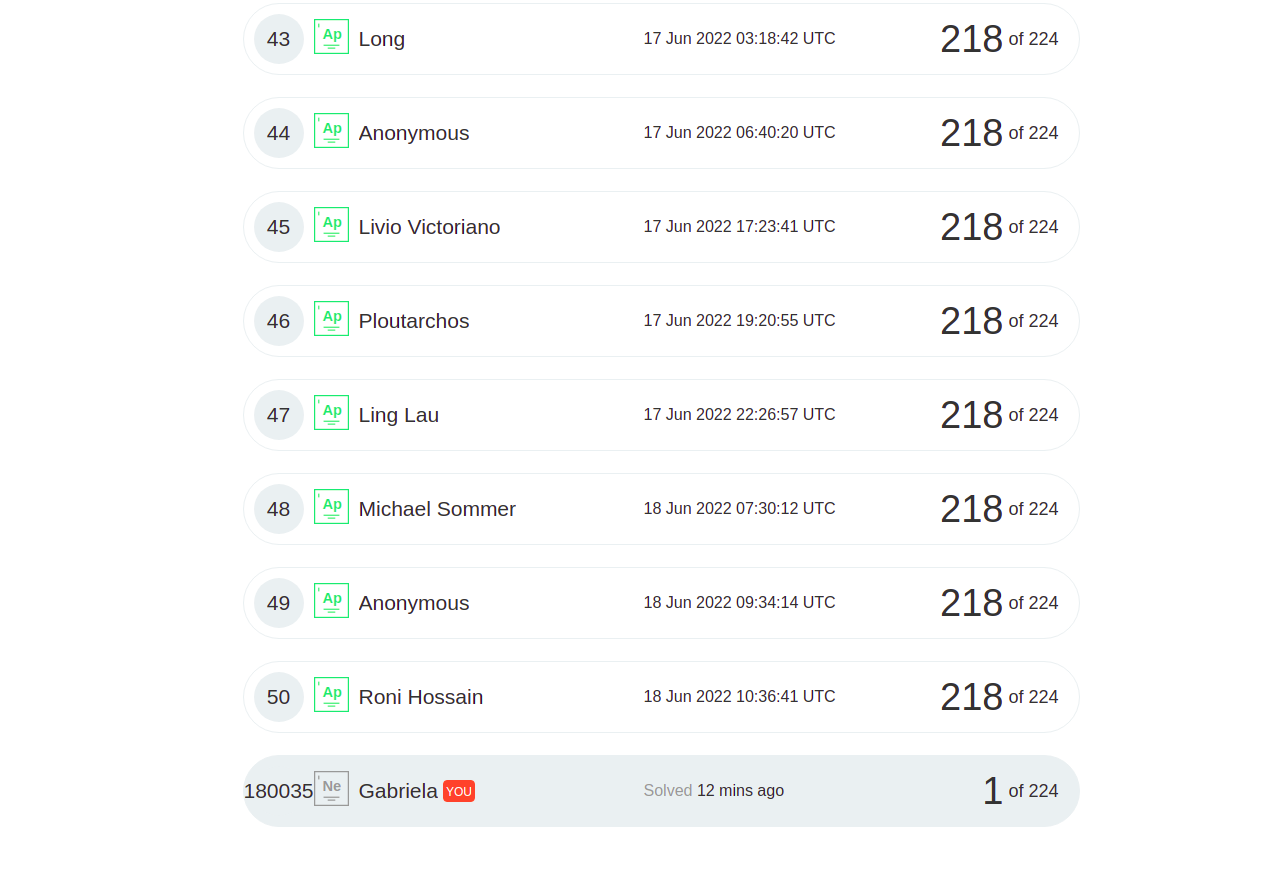 43 Ap Long 17 Jun 2022 03:18:42 UTC 218 of 224
44 Ap Anonymous 17 Jun 2022 06:40:20 UTC 218 of 224
45 Ap Livio Victoriano 17 Jun 2022 17:23:41 UTC 218 of 224
46 Ap Ploutarchos 17 Jun 2022 19:20:55 UTC 218 of 224
47 Ap Ling Lau 17 Jun 2022 22:26:57 UTC 218 of 224
48 Ap Michael Sommer 18 Jun 2022 07:30:12 UTC 218 of 224
49 Ap Anonymous 18 Jun 2022 09:34:14 UTC 218 of 224
50 Ap Roni Hossain 18 Jun 2022 10:36:41 UTC 218 of 224
180035 Ne Gabriela YOU Solved 12 mins ago 1 of 224